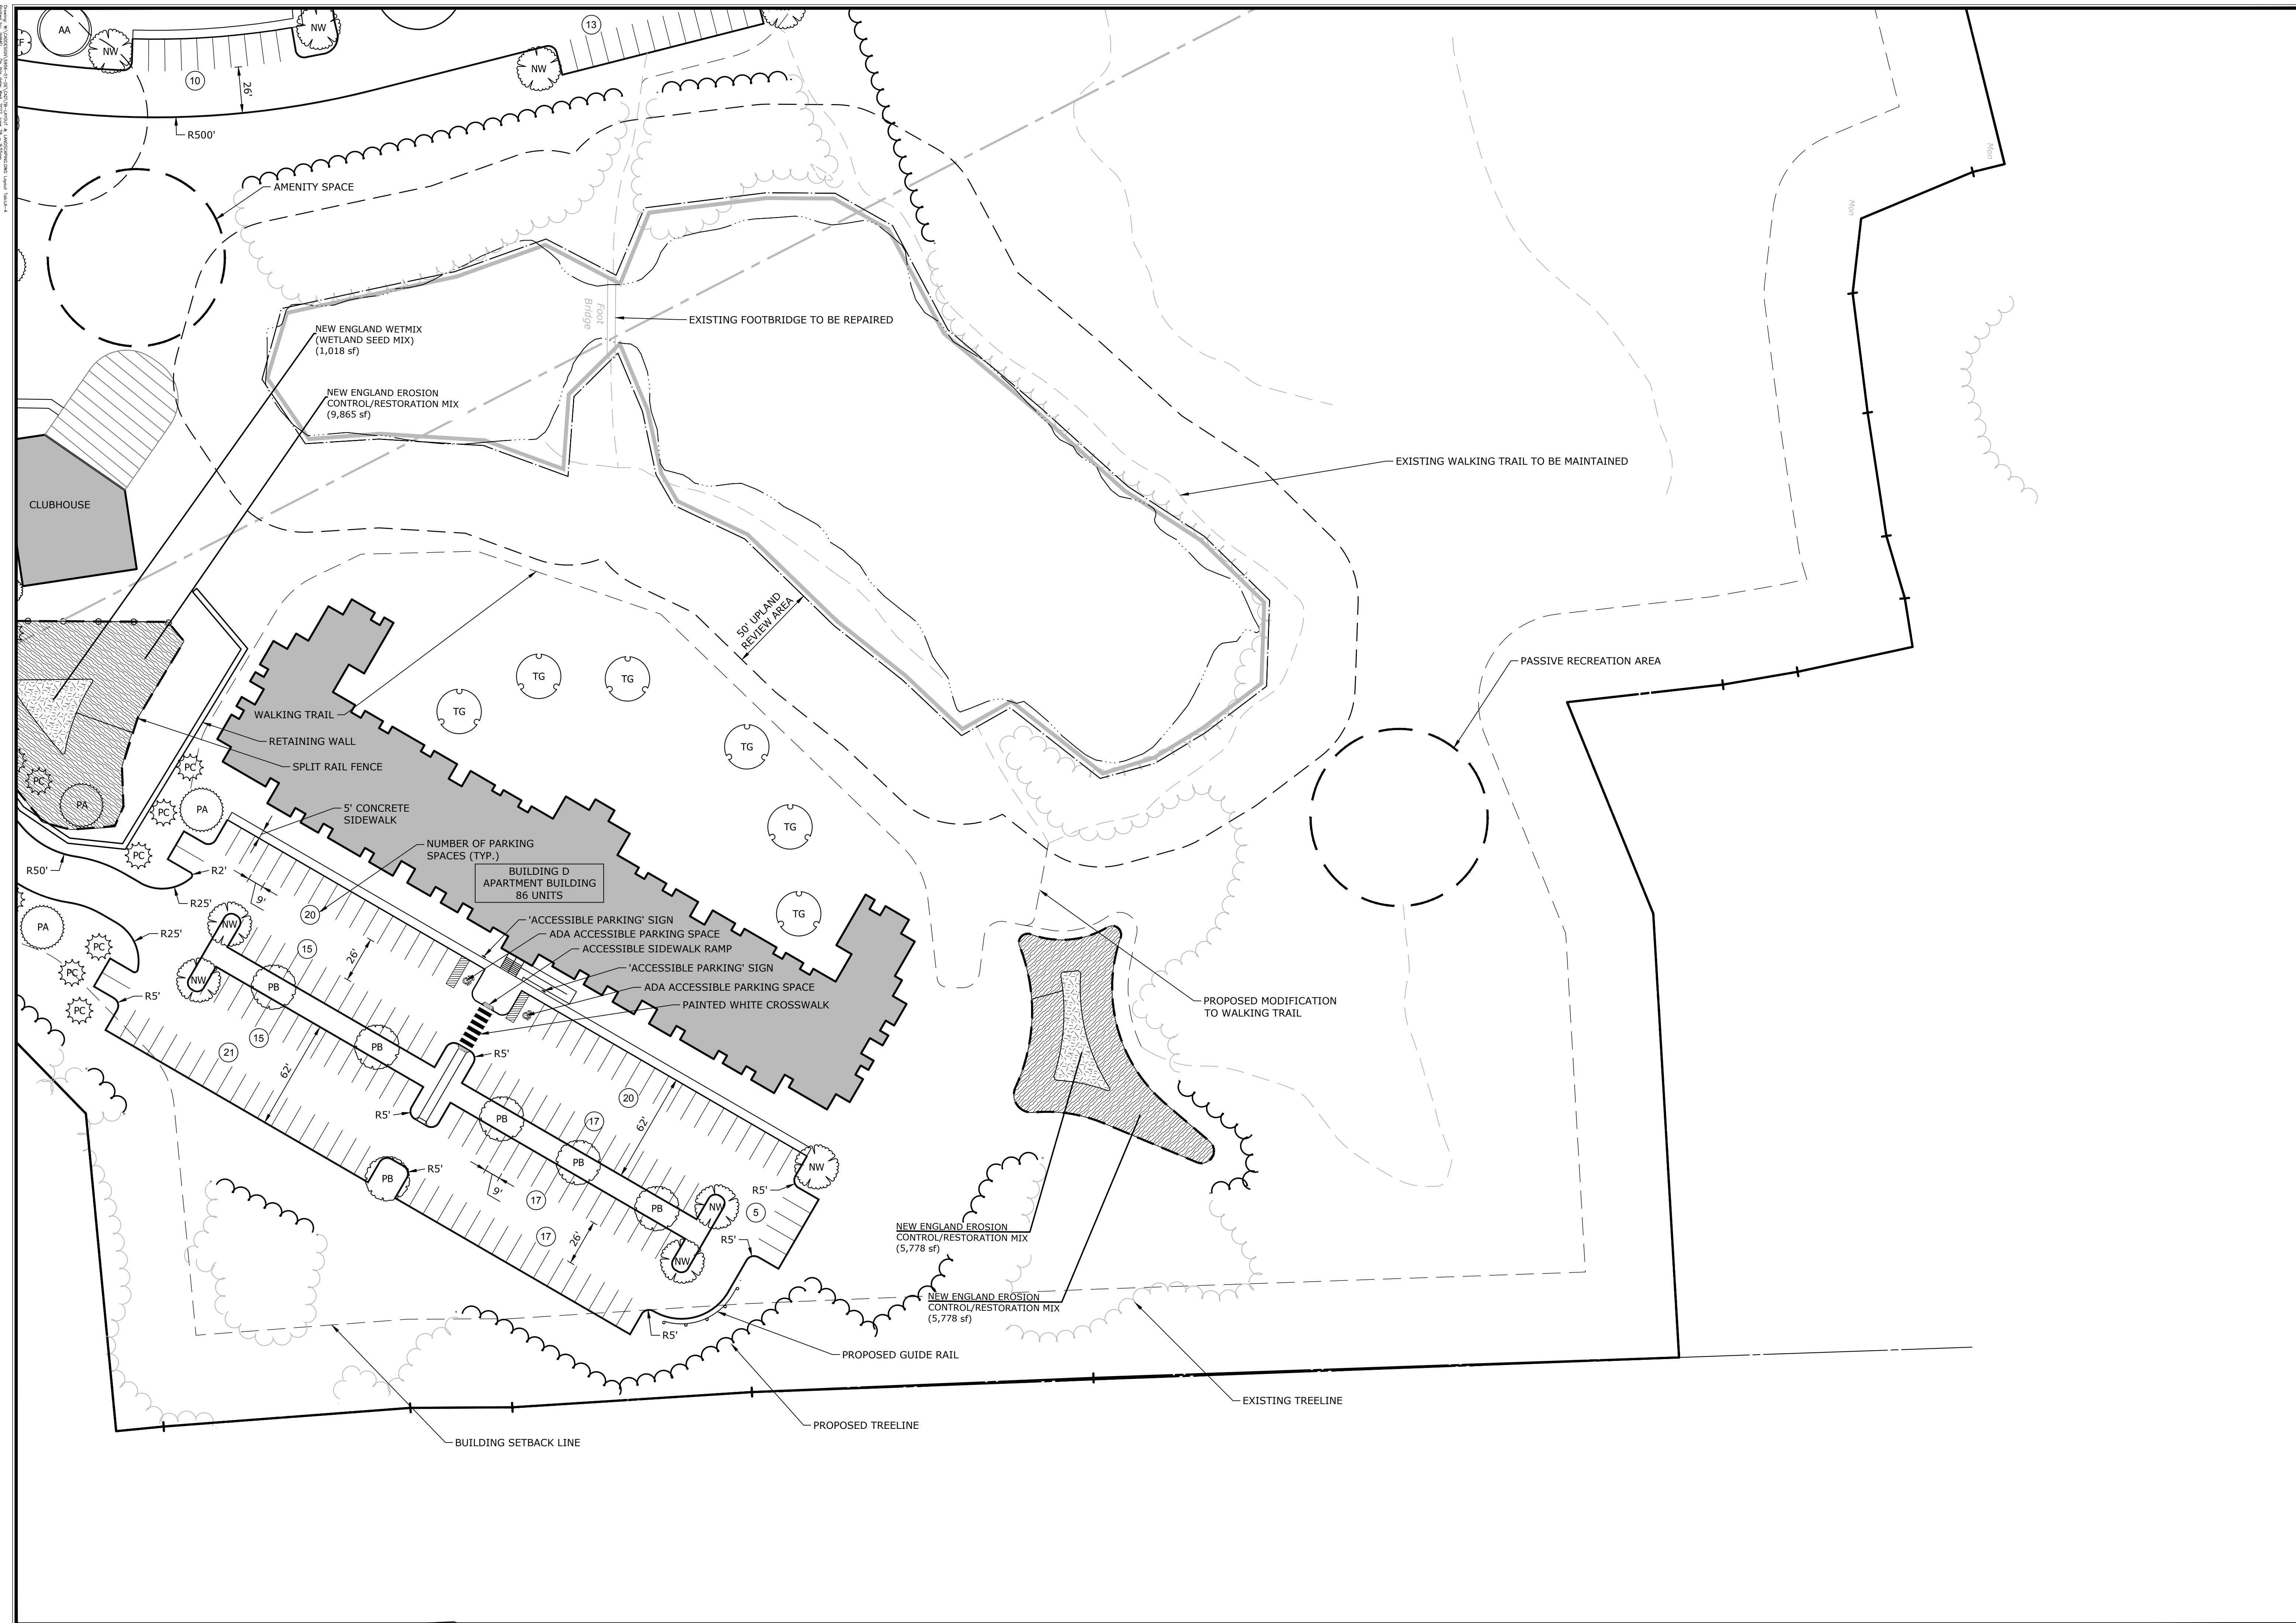 AA
NW
NW
10
26'
R500'
13
NW
AMENITY SPACE
Mon
Mon
Foot
Bridge
EXISTING FOOTBRIDGE TO BE REPAIRED
NEW ENGLAND WETMIX
(WETLAND SEED MIX)
(1,018 sf)
NEW ENGLAND EROSION
CONTROL/RESTORATION MIX
(9,865 sf)
EXISTING WALKING TRAIL TO BE MAINTAINED
CLUBHOUSE
50' UPLAND
REVIEW AREA
PASSIVE RECREATION AREA
TG
TG
TG
TG
TG
TG
WALKING TRAIL
RETAINING WALL
SPLIT RAIL FENCE
PC
PC
PA
PC
PA
PC
5' CONCRETE
SIDEWALK
NUMBER OF PARKING
SPACES (TYP.)
BUILDING D
APARTMENT BUILDING
86 UNITS
R50'
R2'
R25'
9'
20
'ACCESSIBLE PARKING' SIGN
ADA ACCESSIBLE PARKING SPACE
ACCESSIBLE SIDEWALK RAMP
'ACCESSIBLE PARKING' SIGN
ADA ACCESSIBLE PARKING SPACE
PAINTED WHITE CROSSWALK
PA
R25'
PC
PC
PC
R5'
NW
NW
15
26'
PB
15
21
62'
PB
R5'
R5'
PB
PB
R5'
9'
17
PB
17
17
26'
20
62'
PB
NW
NW
NW
5
R5'
R5'
R5'
PROPOSED MODIFICATION
TO WALKING TRAIL
NEW ENGLAND EROSION
CONTROL/RESTORATION MIX
(5,778 sf)
NEW ENGLAND EROSION
CONTROL/RESTORATION MIX
(5,778 sf)
PROPOSED GUIDE RAIL
PROPOSED TREELINE
EXISTING TREELINE
BUILDING SETBACK LINE